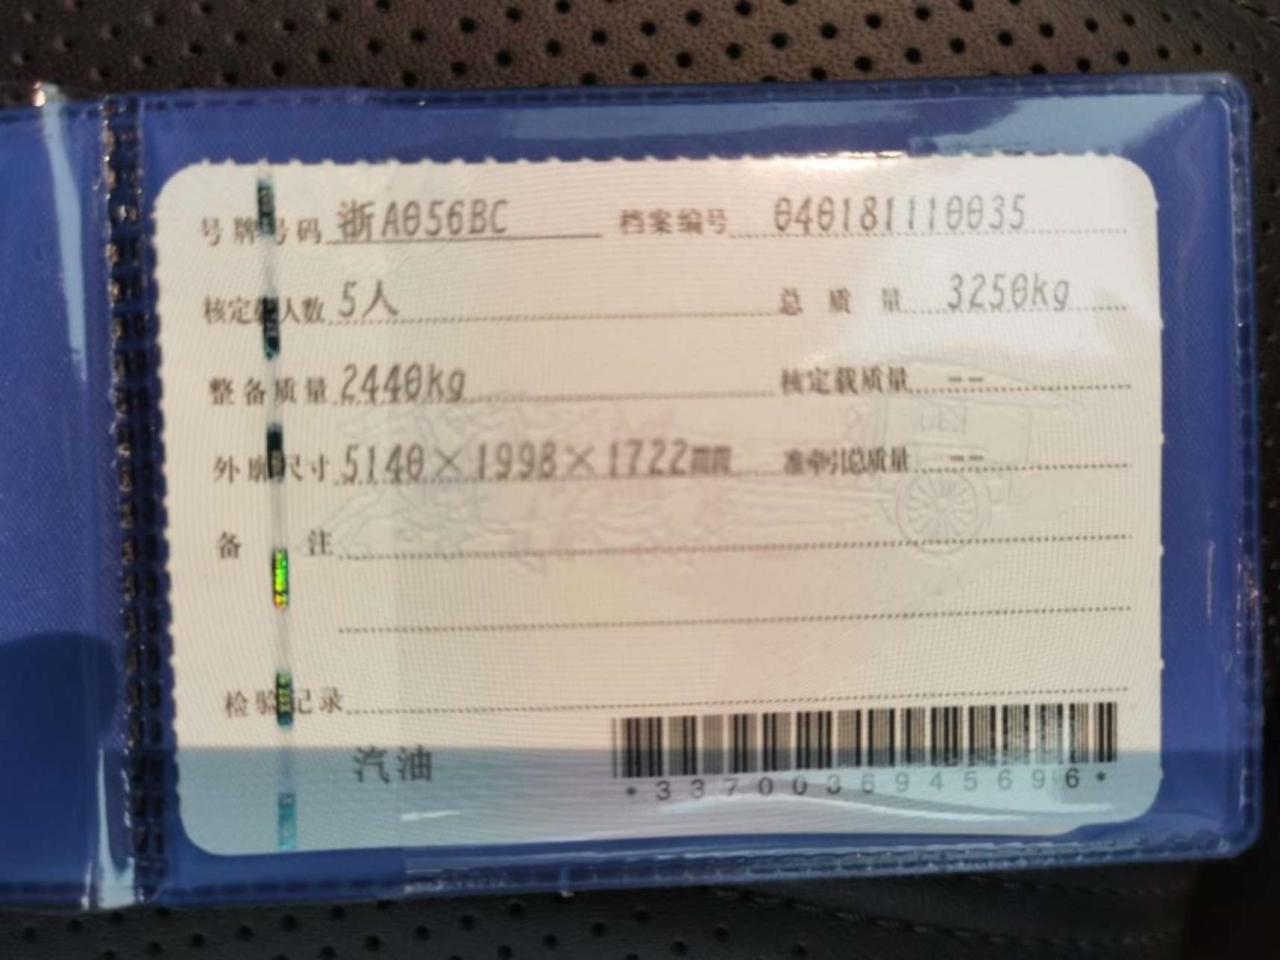 号牌号码 浙A056BC 档案编号 040181110035
核定载人数 5人 总质量 3250kg
整备质量 2440kg 核定载质量 --
外廓尺寸 5140×1998×1722mm 准牵引总质量 --
备注
检验记录
汽油
*3370036945696*